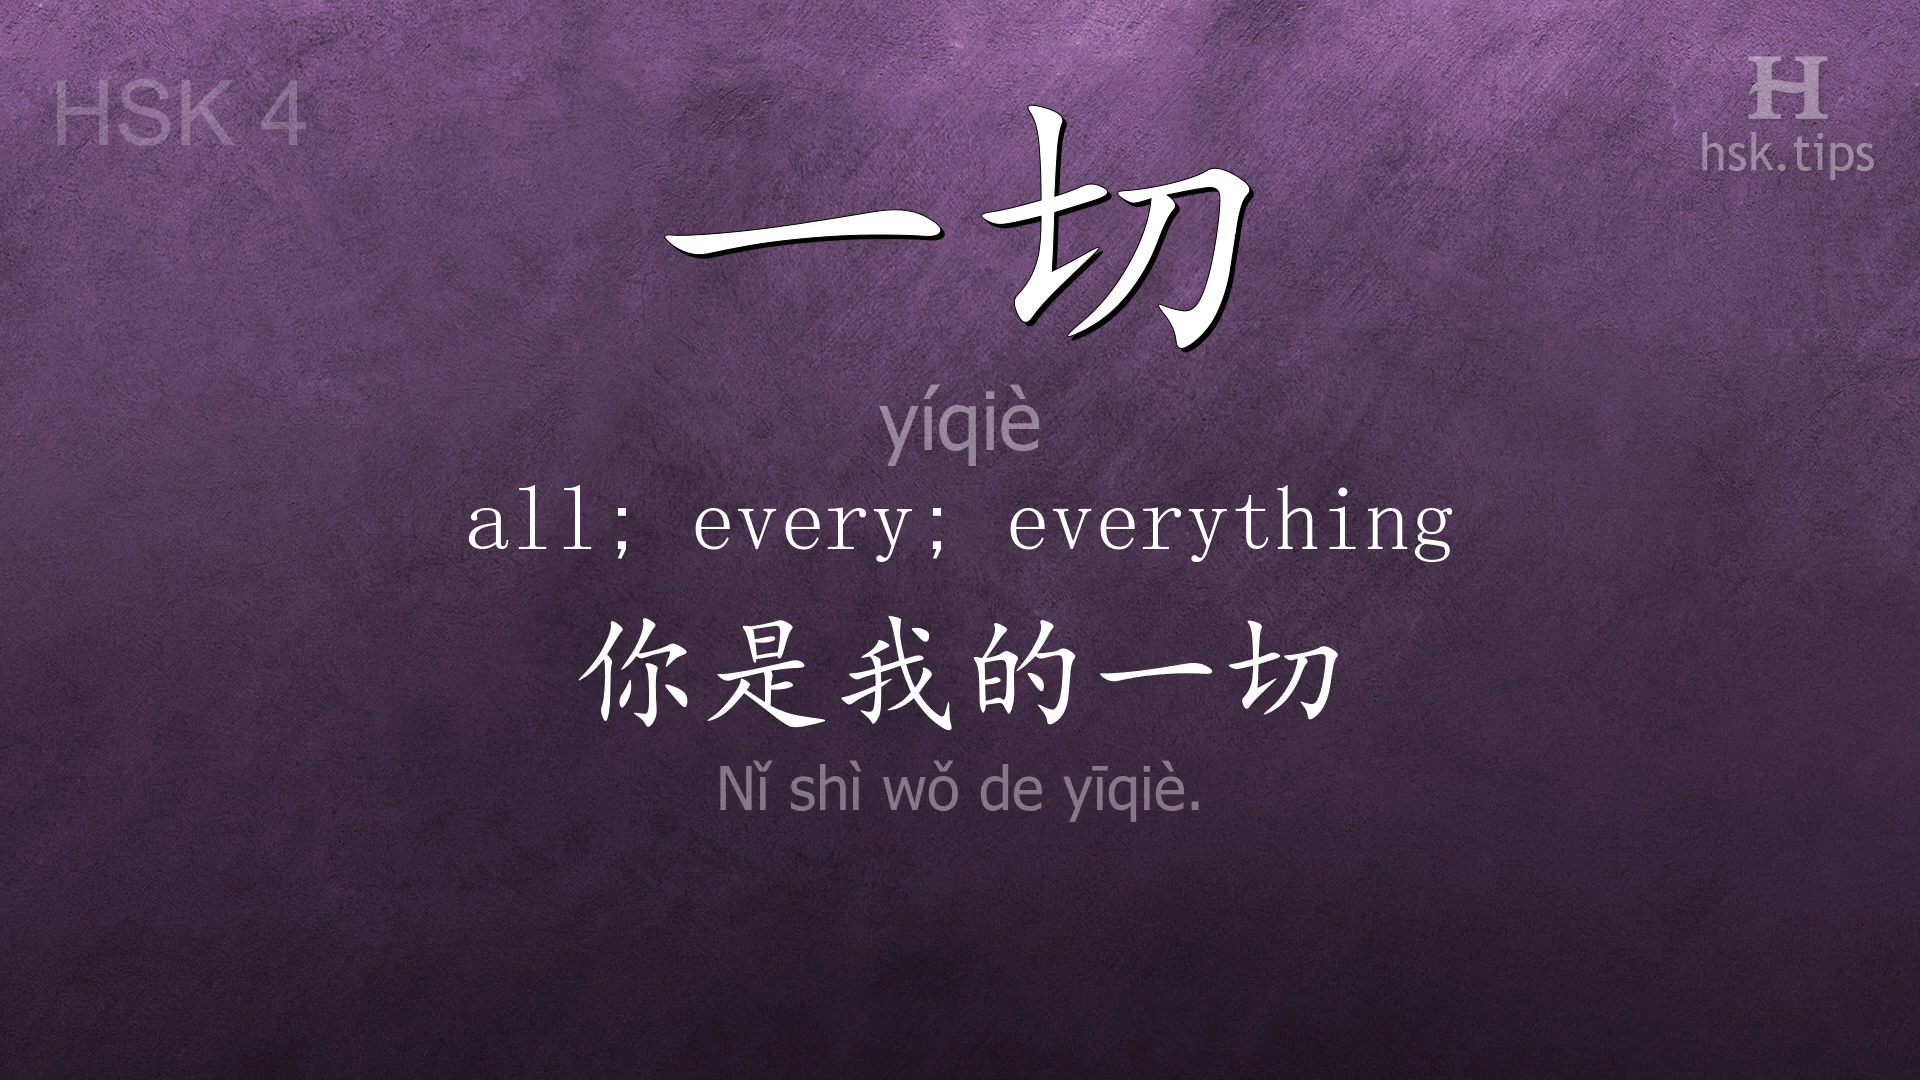 HSK 4
H
hsk.tips
一切
yíqiè
all; every; everything
你是我的一切
Nǐ shì wǒ de yīqiè.